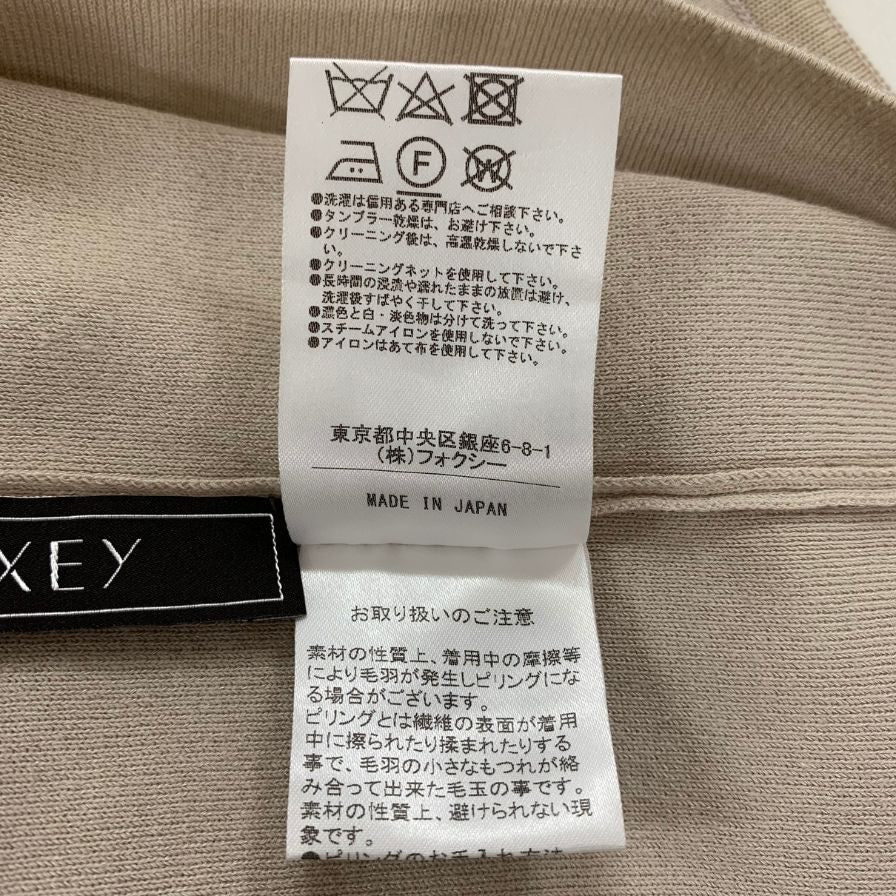 F
W
●洗濯は信用ある専門店へご相談下さい。
●タンブラー乾燥は、お避け下さい。
●クリーニング後は、高温乾燥しないで下さ
い。
●クリーニングネットを使用して下さい。
●長時間の浸漬や濡れたままの放置は避け、
洗濯後すばやく干して下さい。
●濃色と白・淡色物は分けて洗って下さい。
●スチームアイロンを使用しないで下さい。
●アイロンはあて布を使用して下さい。
東京都中央区銀座6-8-1
(株)フォクシー
MADE IN JAPAN
XEY
お取り扱いのご注意
素材の性質上、着用中の摩擦等
により毛羽が発生しピリングにな
る場合がございます。
ピリングとは繊維の表面が着用
中に擦られたり揉まれたりする
事で、毛羽の小さなもつれが絡
み合って出来た毛玉の事です。
素材の性質上、避けられない現
象です。
●ピリングのお手入れ方法